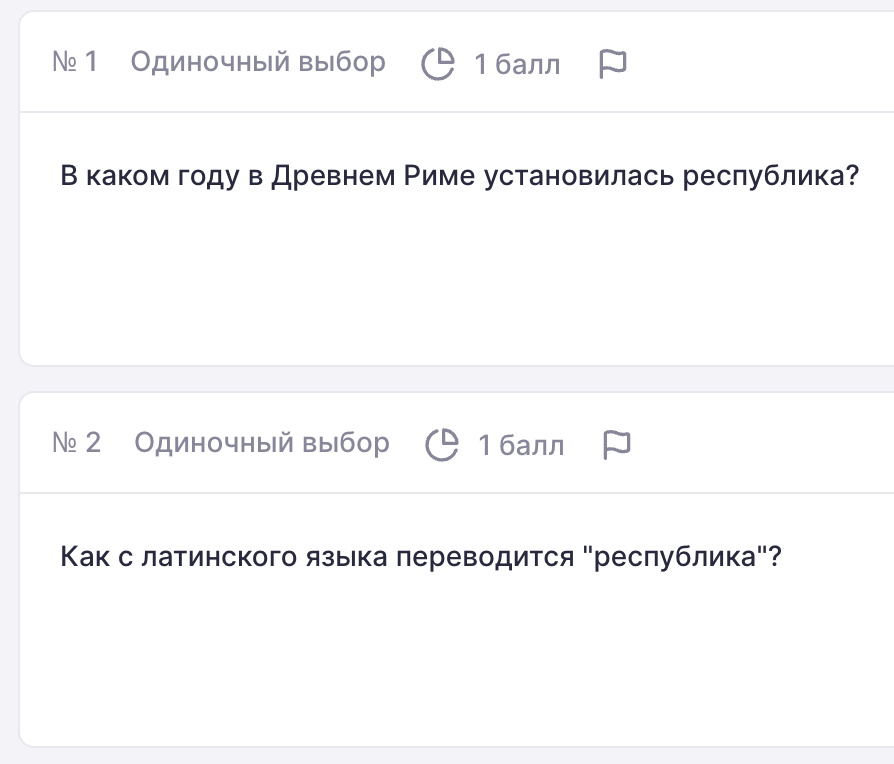 № 1 Одиночный выбор 1 балл
В каком году в Древнем Риме установилась республика?
№ 2 Одиночный выбор 1 балл
Как с латинского языка переводится "республика"?